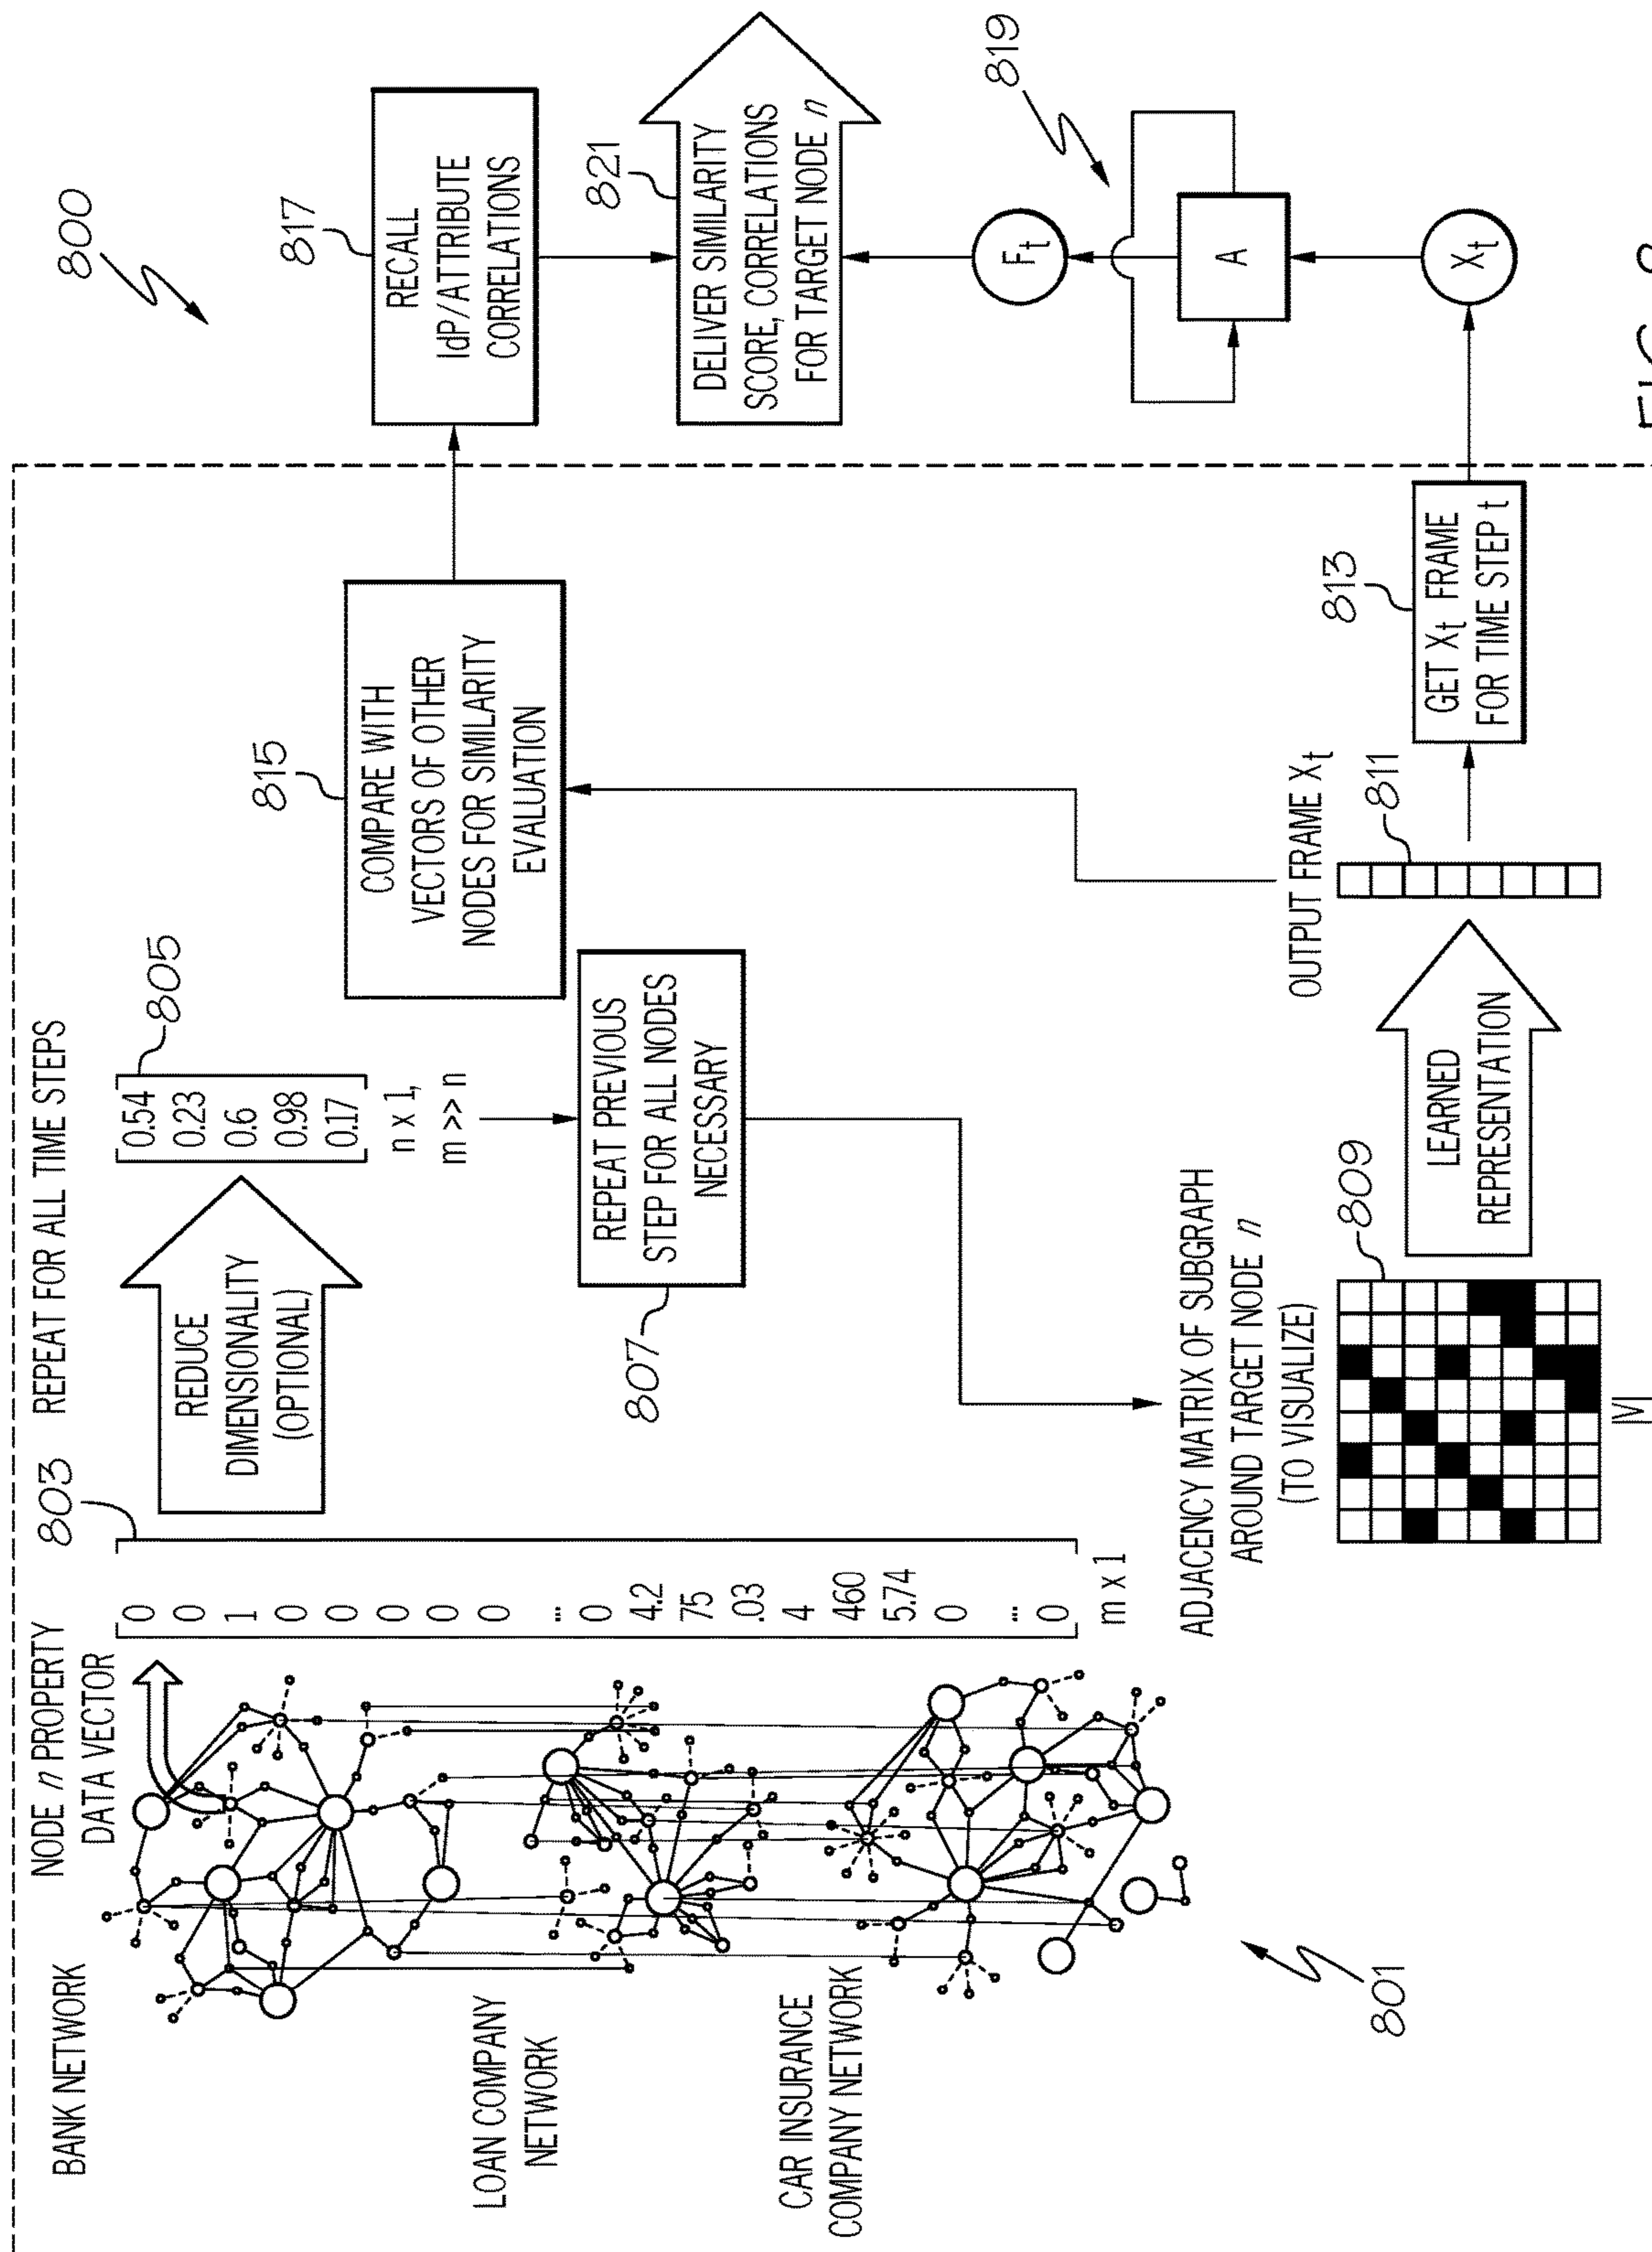 800
REPEAT FOR ALL TIME STEPS
BANK NETWORK
NODE n PROPERTY
DATA VECTOR
803
0
0
1
0
0
0
0
0
...
0
4.2
75
.03
4
460
5.74
0
...
0
m x 1
REDUCE
DIMENSIONALITY
(OPTIONAL)
805
0.54
0.23
0.6
0.98
0.17
n x 1,
m >> n
LOAN COMPANY
NETWORK
CAR INSURANCE
COMPANY NETWORK
801
807
REPEAT PREVIOUS
STEP FOR ALL NODES
NECESSARY
815
COMPARE WITH
VECTORS OF OTHER
NODES FOR SIMILARITY
EVALUATION
817
RECALL
IdP/ATTRIBUTE
CORRELATIONS
821
DELIVER SIMILARITY
SCORE, CORRELATIONS
FOR TARGET NODE n
Ft
819
A
Xt
ADJACENCY MATRIX OF SUBGRAPH
AROUND TARGET NODE n
(TO VISUALIZE)
809
|V|
LEARNED
REPRESENTATION
OUTPUT FRAME Xt
811
813
GET Xt FRAME
FOR TIME STEP t